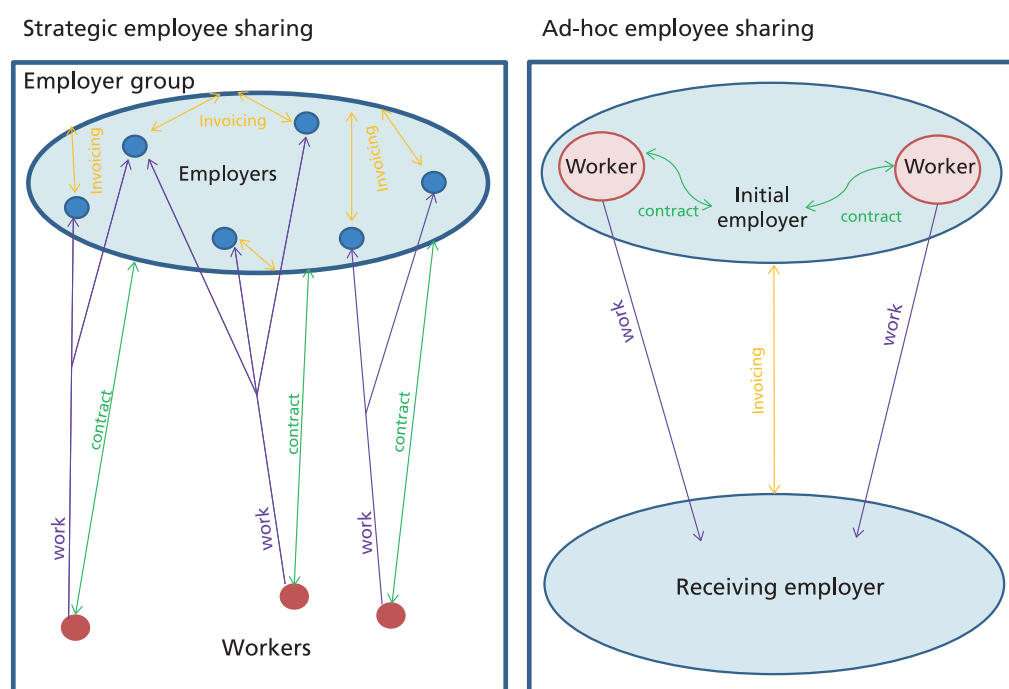 Strategic employee sharing
Employer group
Invoicing
Invoicing
Invoicing
Employers
contract
contract
contract
work
work
work
Workers
Ad-hoc employee sharing
Worker
Worker
contract
Initial
employer
contract
work
work
Invoicing
Receiving employer